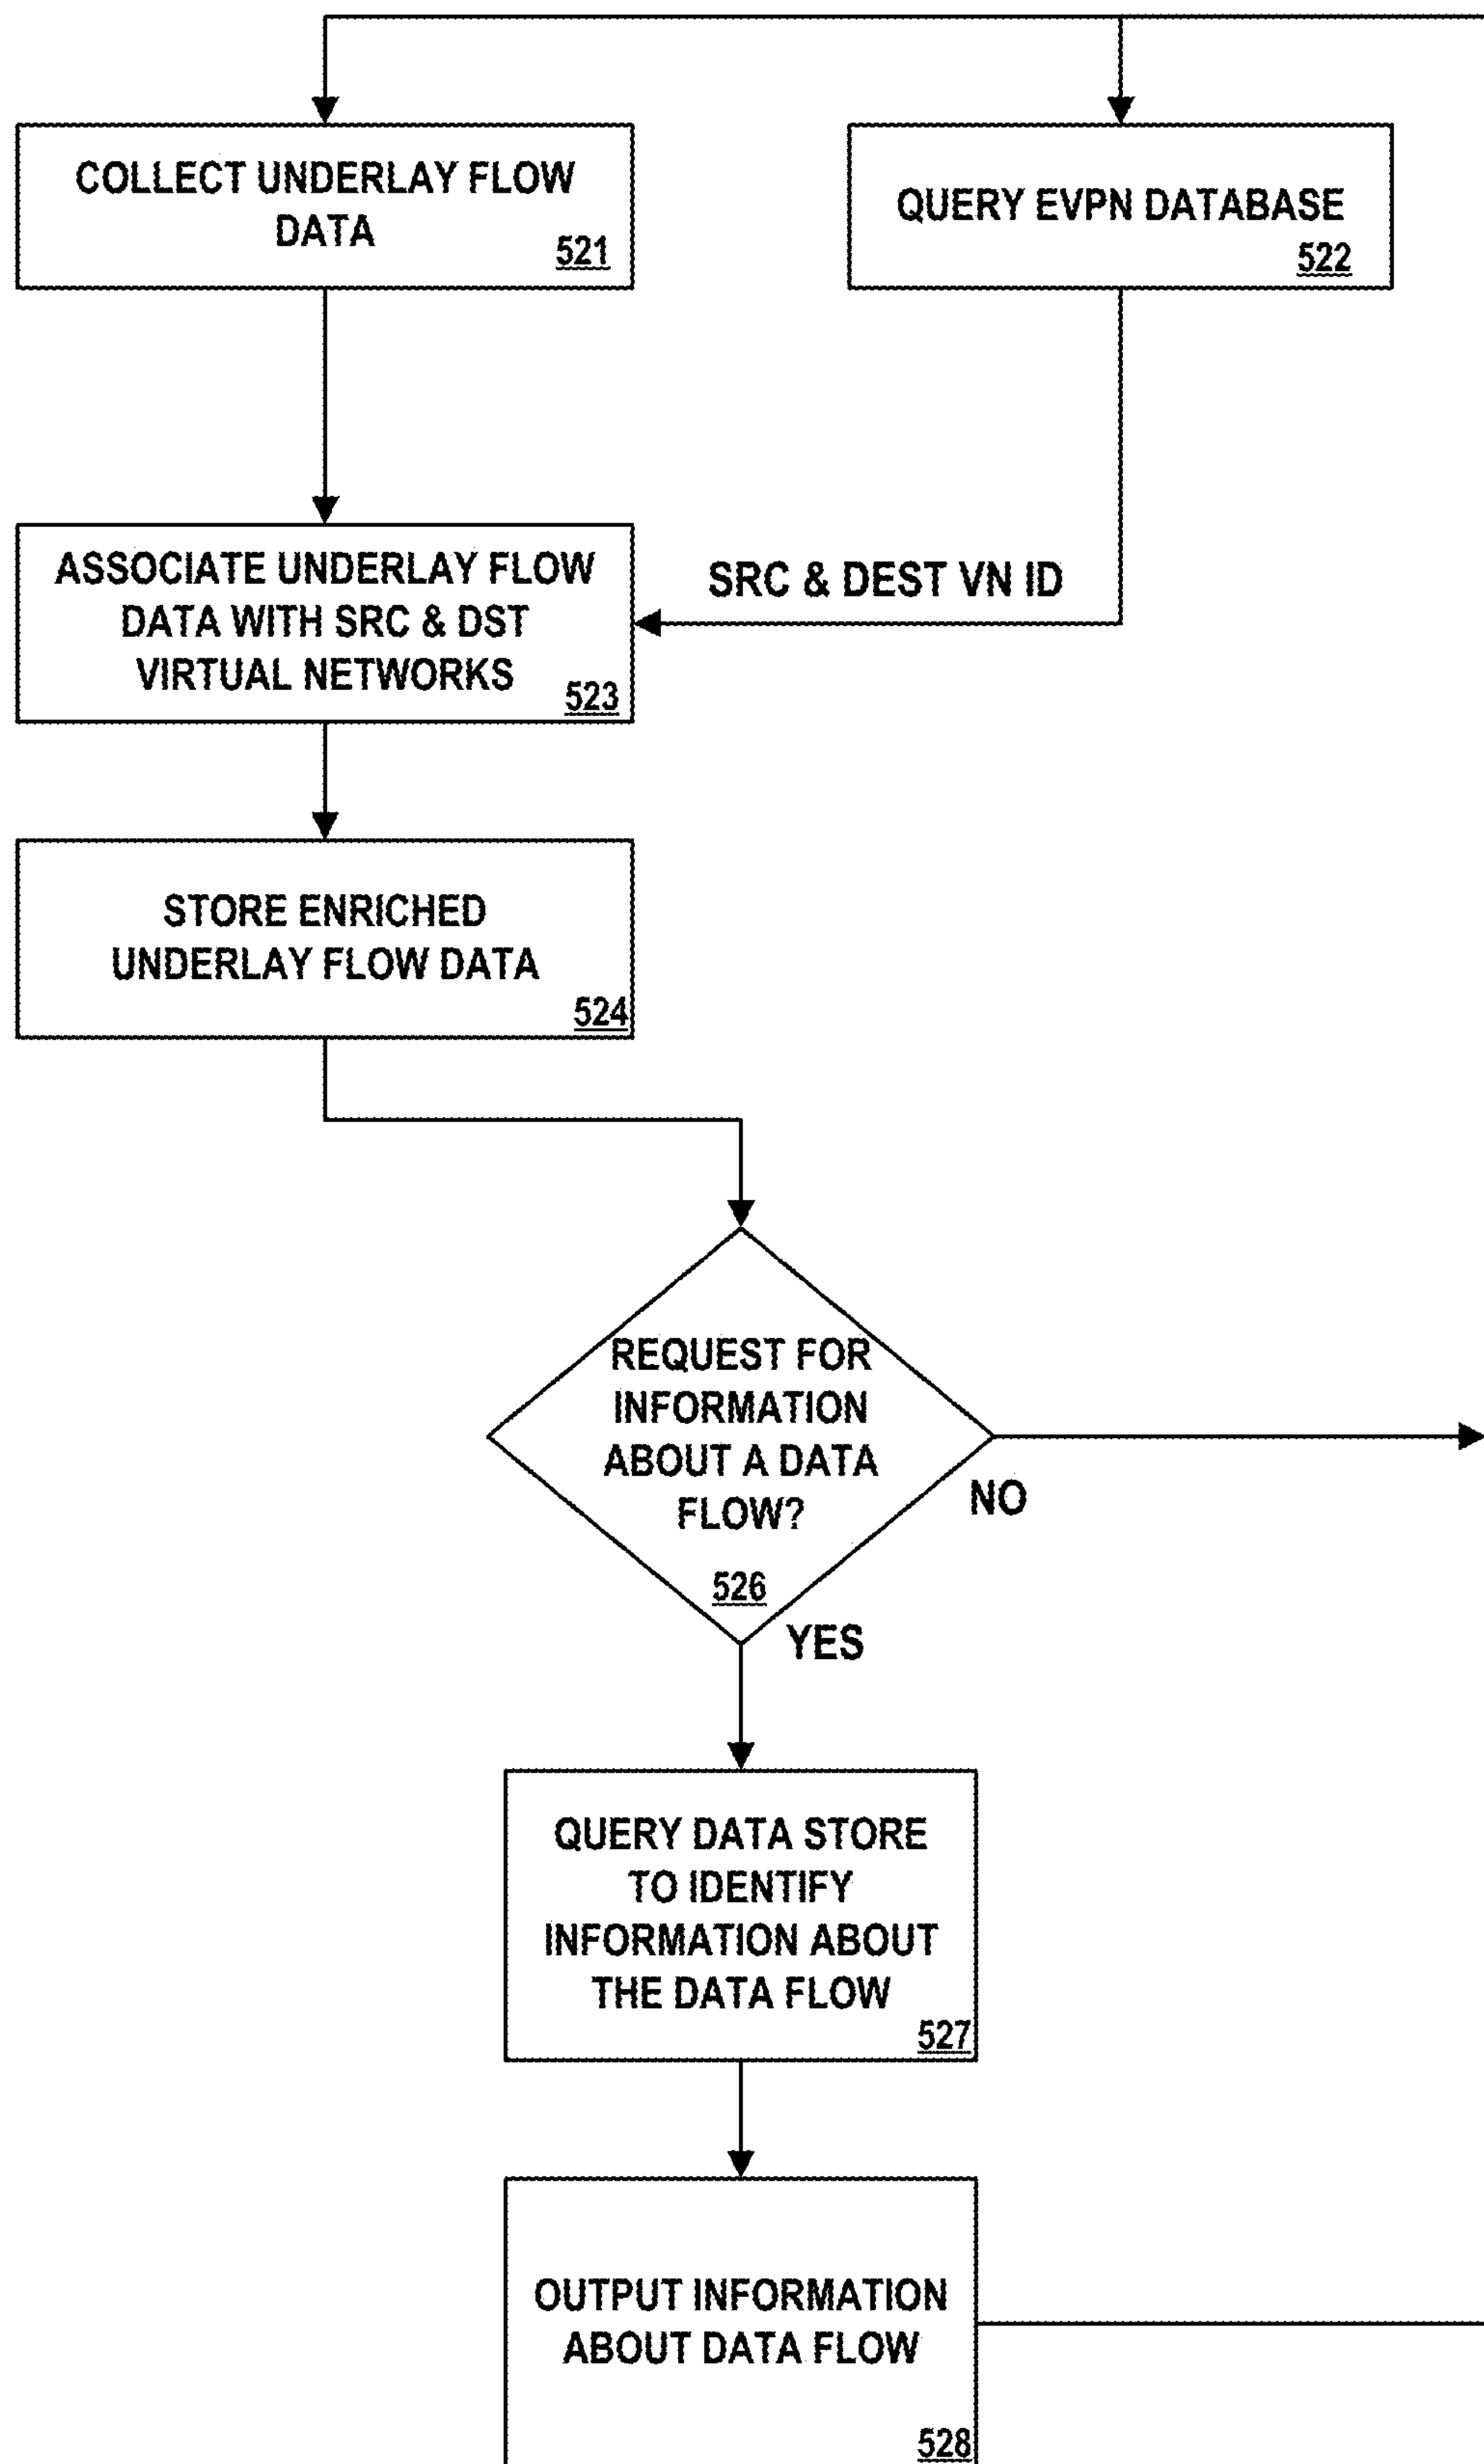 COLLECT UNDERLAY FLOW
DATA
521
QUERY EVPN DATABASE
522
ASSOCIATE UNDERLAY FLOW
DATA WITH SRC & DST
VIRTUAL NETWORKS
523
SRC & DEST VN ID
STORE ENRICHED
UNDERLAY FLOW DATA
524
REQUEST FOR
INFORMATION
ABOUT A DATA
FLOW?
526
NO
YES
QUERY DATA STORE
TO IDENTIFY
INFORMATION ABOUT
THE DATA FLOW
527
OUTPUT INFORMATION
ABOUT DATA FLOW
528